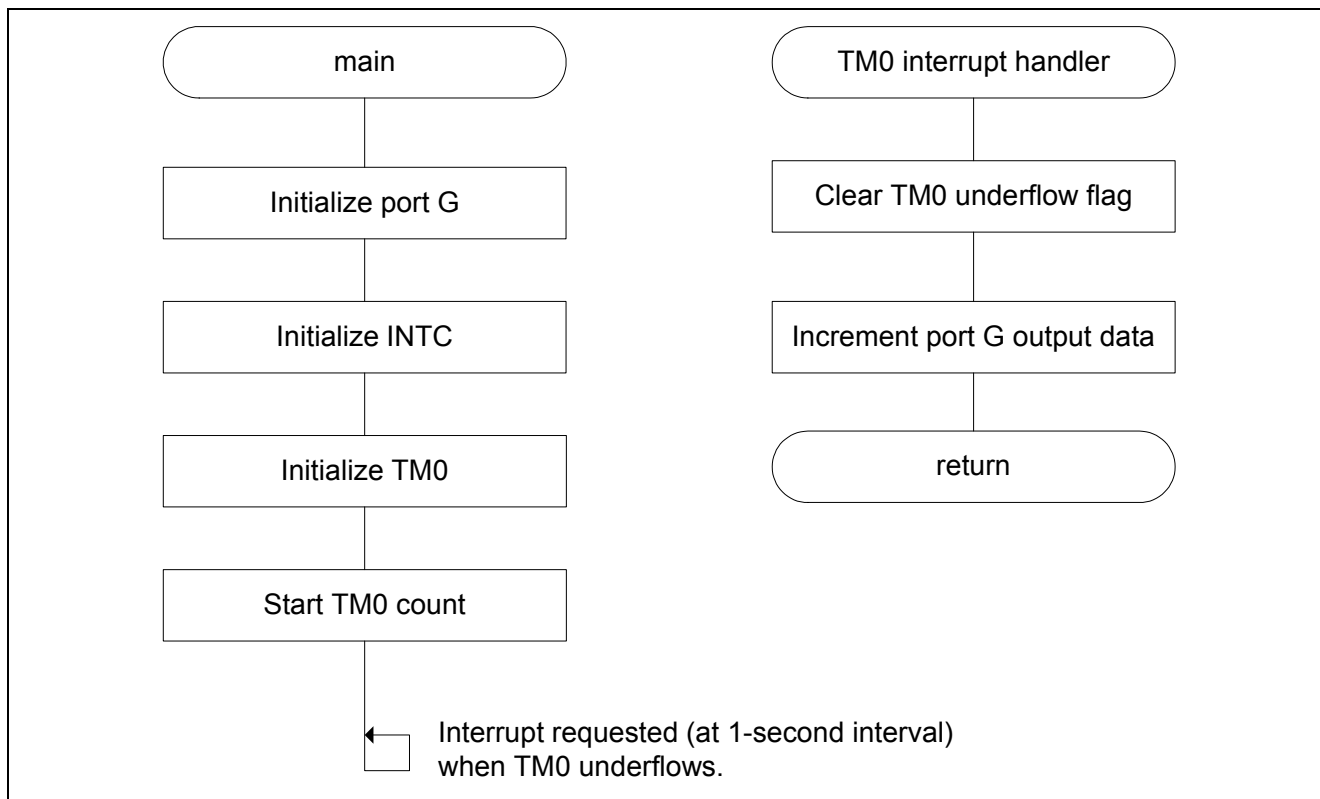 main
Initialize port G
Initialize INTC
Initialize TM0
Start TM0 count
Interrupt requested (at 1-second interval)
when TM0 underflows.
TM0 interrupt handler
Clear TM0 underflow flag
Increment port G output data
return